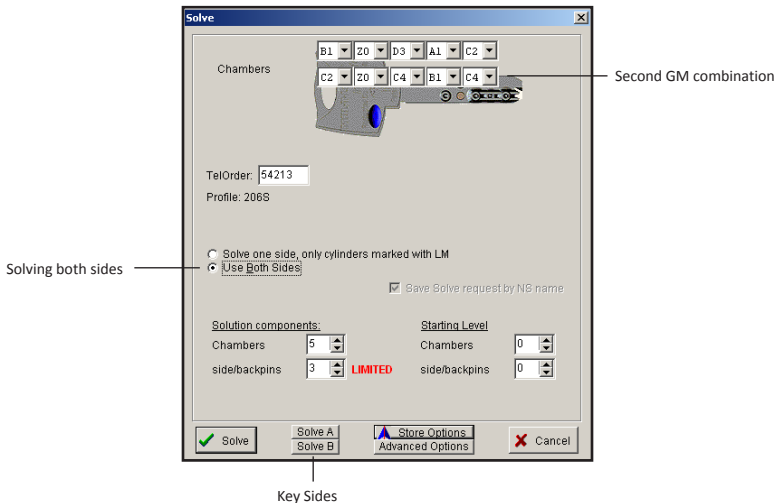 Solve
Chambers
B1 Z0 D3 A1 C2
C2 Z0 C4 B1 C4
Second GM combination
TelOrder: 54213
Profile: 206S
Solving both sides
Solve one side, only cylinders marked with LM
Use Both Sides
Save Solve request by NS name
Solution components:
Starting Level
Chambers 5
Chambers 0
side/backpins 3 LIMITED
side/backpins 0
Solve
Solve A
Solve B
Store Options
Advanced Options
Cancel
Key Sides